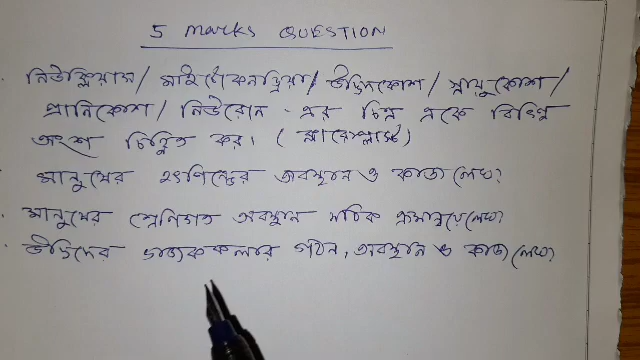 5 Marks QUESTION
নিউক্লিয়াস / মাইটোকনড্রিয়া / উদ্ভিদকোশ / স্নায়ুকোশ /
প্রানিকোশ / নিউরোন - এর চিত্র এঁকে বিভিন্ন
অংশ চিহ্নিত কর। ( ক্লোরোপ্লাস্ট )
মানুষের হৃৎপিণ্ডের অবস্থান ও কাজ লেখ?
মানুষের শ্রেনিগত অবস্থান সঠিক ক্রমান্বয়ে লেখ?
উদ্ভিদের ভাজক কলার গঠন, অবস্থান ও কাজ লেখ?